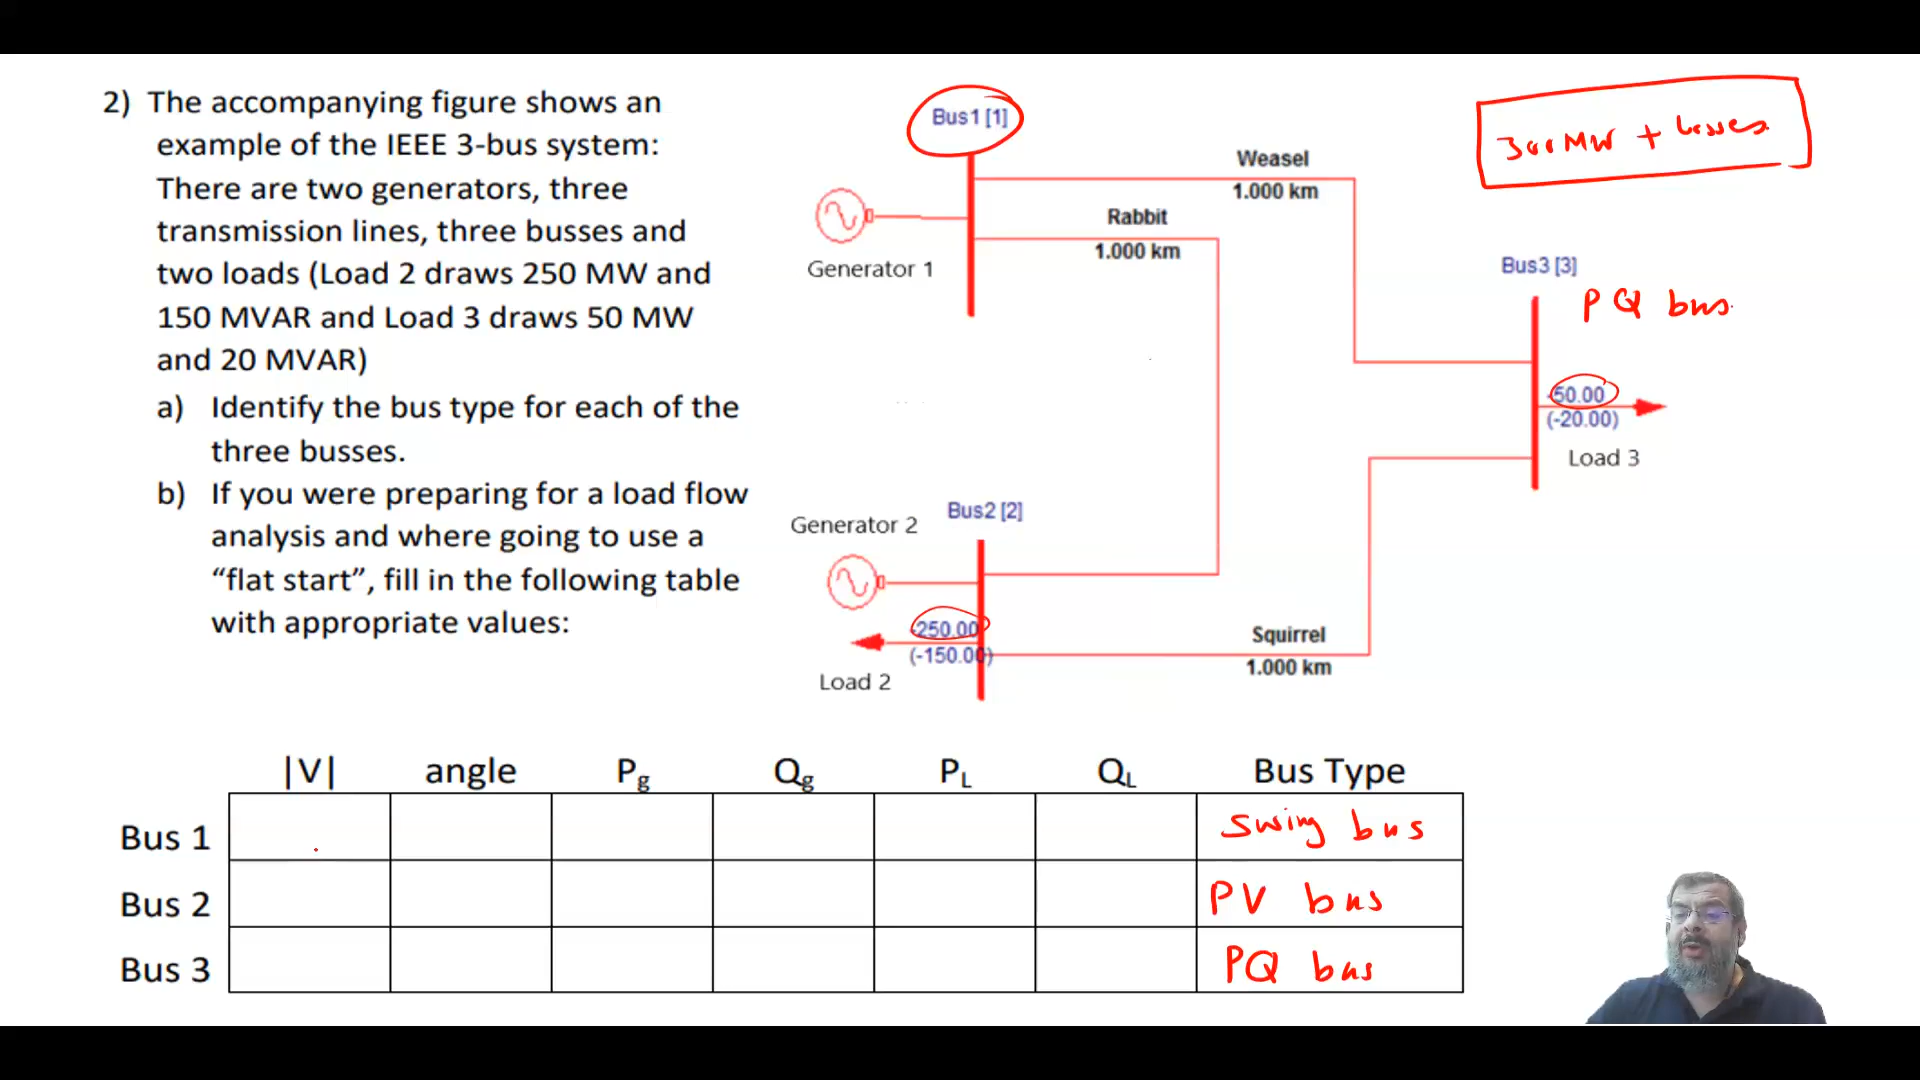 2) The accompanying figure shows an
example of the IEEE 3-bus system:
There are two generators, three
transmission lines, three busses and
two loads (Load 2 draws 250 MW and
150 MVAR and Load 3 draws 50 MW
and 20 MVAR)
a) Identify the bus type for each of the
three busses.
b) If you were preparing for a load flow
analysis and where going to use a
“flat start”, fill in the following table
with appropriate values:
Bus1 [1]
Generator 1
Weasel
1.000 km
Rabbit
1.000 km
300 MW + losses
Bus3 [3]
PQ bus
-50.00
(-20.00)
Load 3
Generator 2
Bus2 [2]
-250.00
(-150.00)
Load 2
Squirrel
1.000 km
|V| angle Pg Qg PL QL Bus Type
Bus 1 Swing bus
Bus 2 PV bus
Bus 3 PQ bus